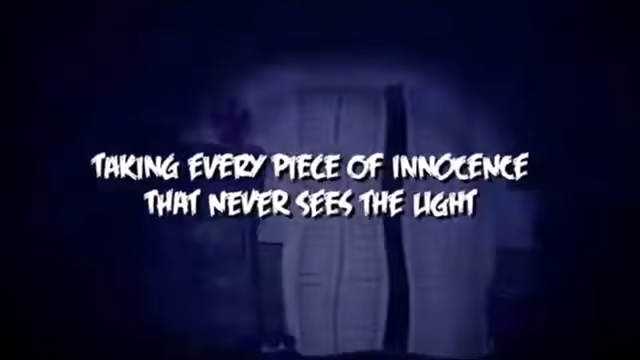 TAKING EVERY PIECE OF INNOCENCE
THAT NEVER SEES THE LIGHT